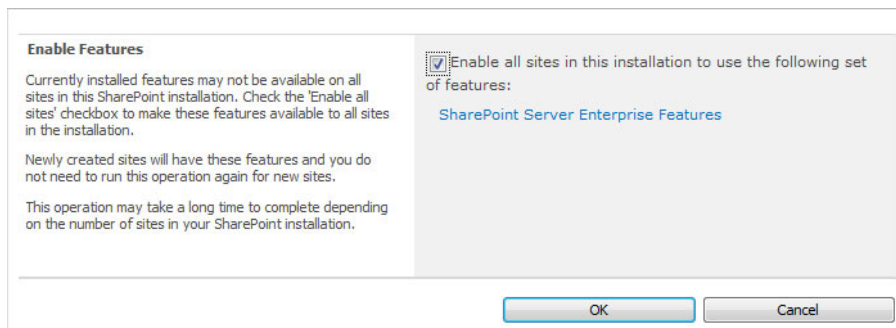 Enable Features
Currently installed features may not be available on all
sites in this SharePoint installation. Check the 'Enable all
sites' checkbox to make these features available to all sites
in the installation.
Newly created sites will have these features and you do
not need to run this operation again for new sites.
This operation may take a long time to complete depending
on the number of sites in your SharePoint installation.
Enable all sites in this installation to use the following set
of features:
SharePoint Server Enterprise Features
OK
Cancel